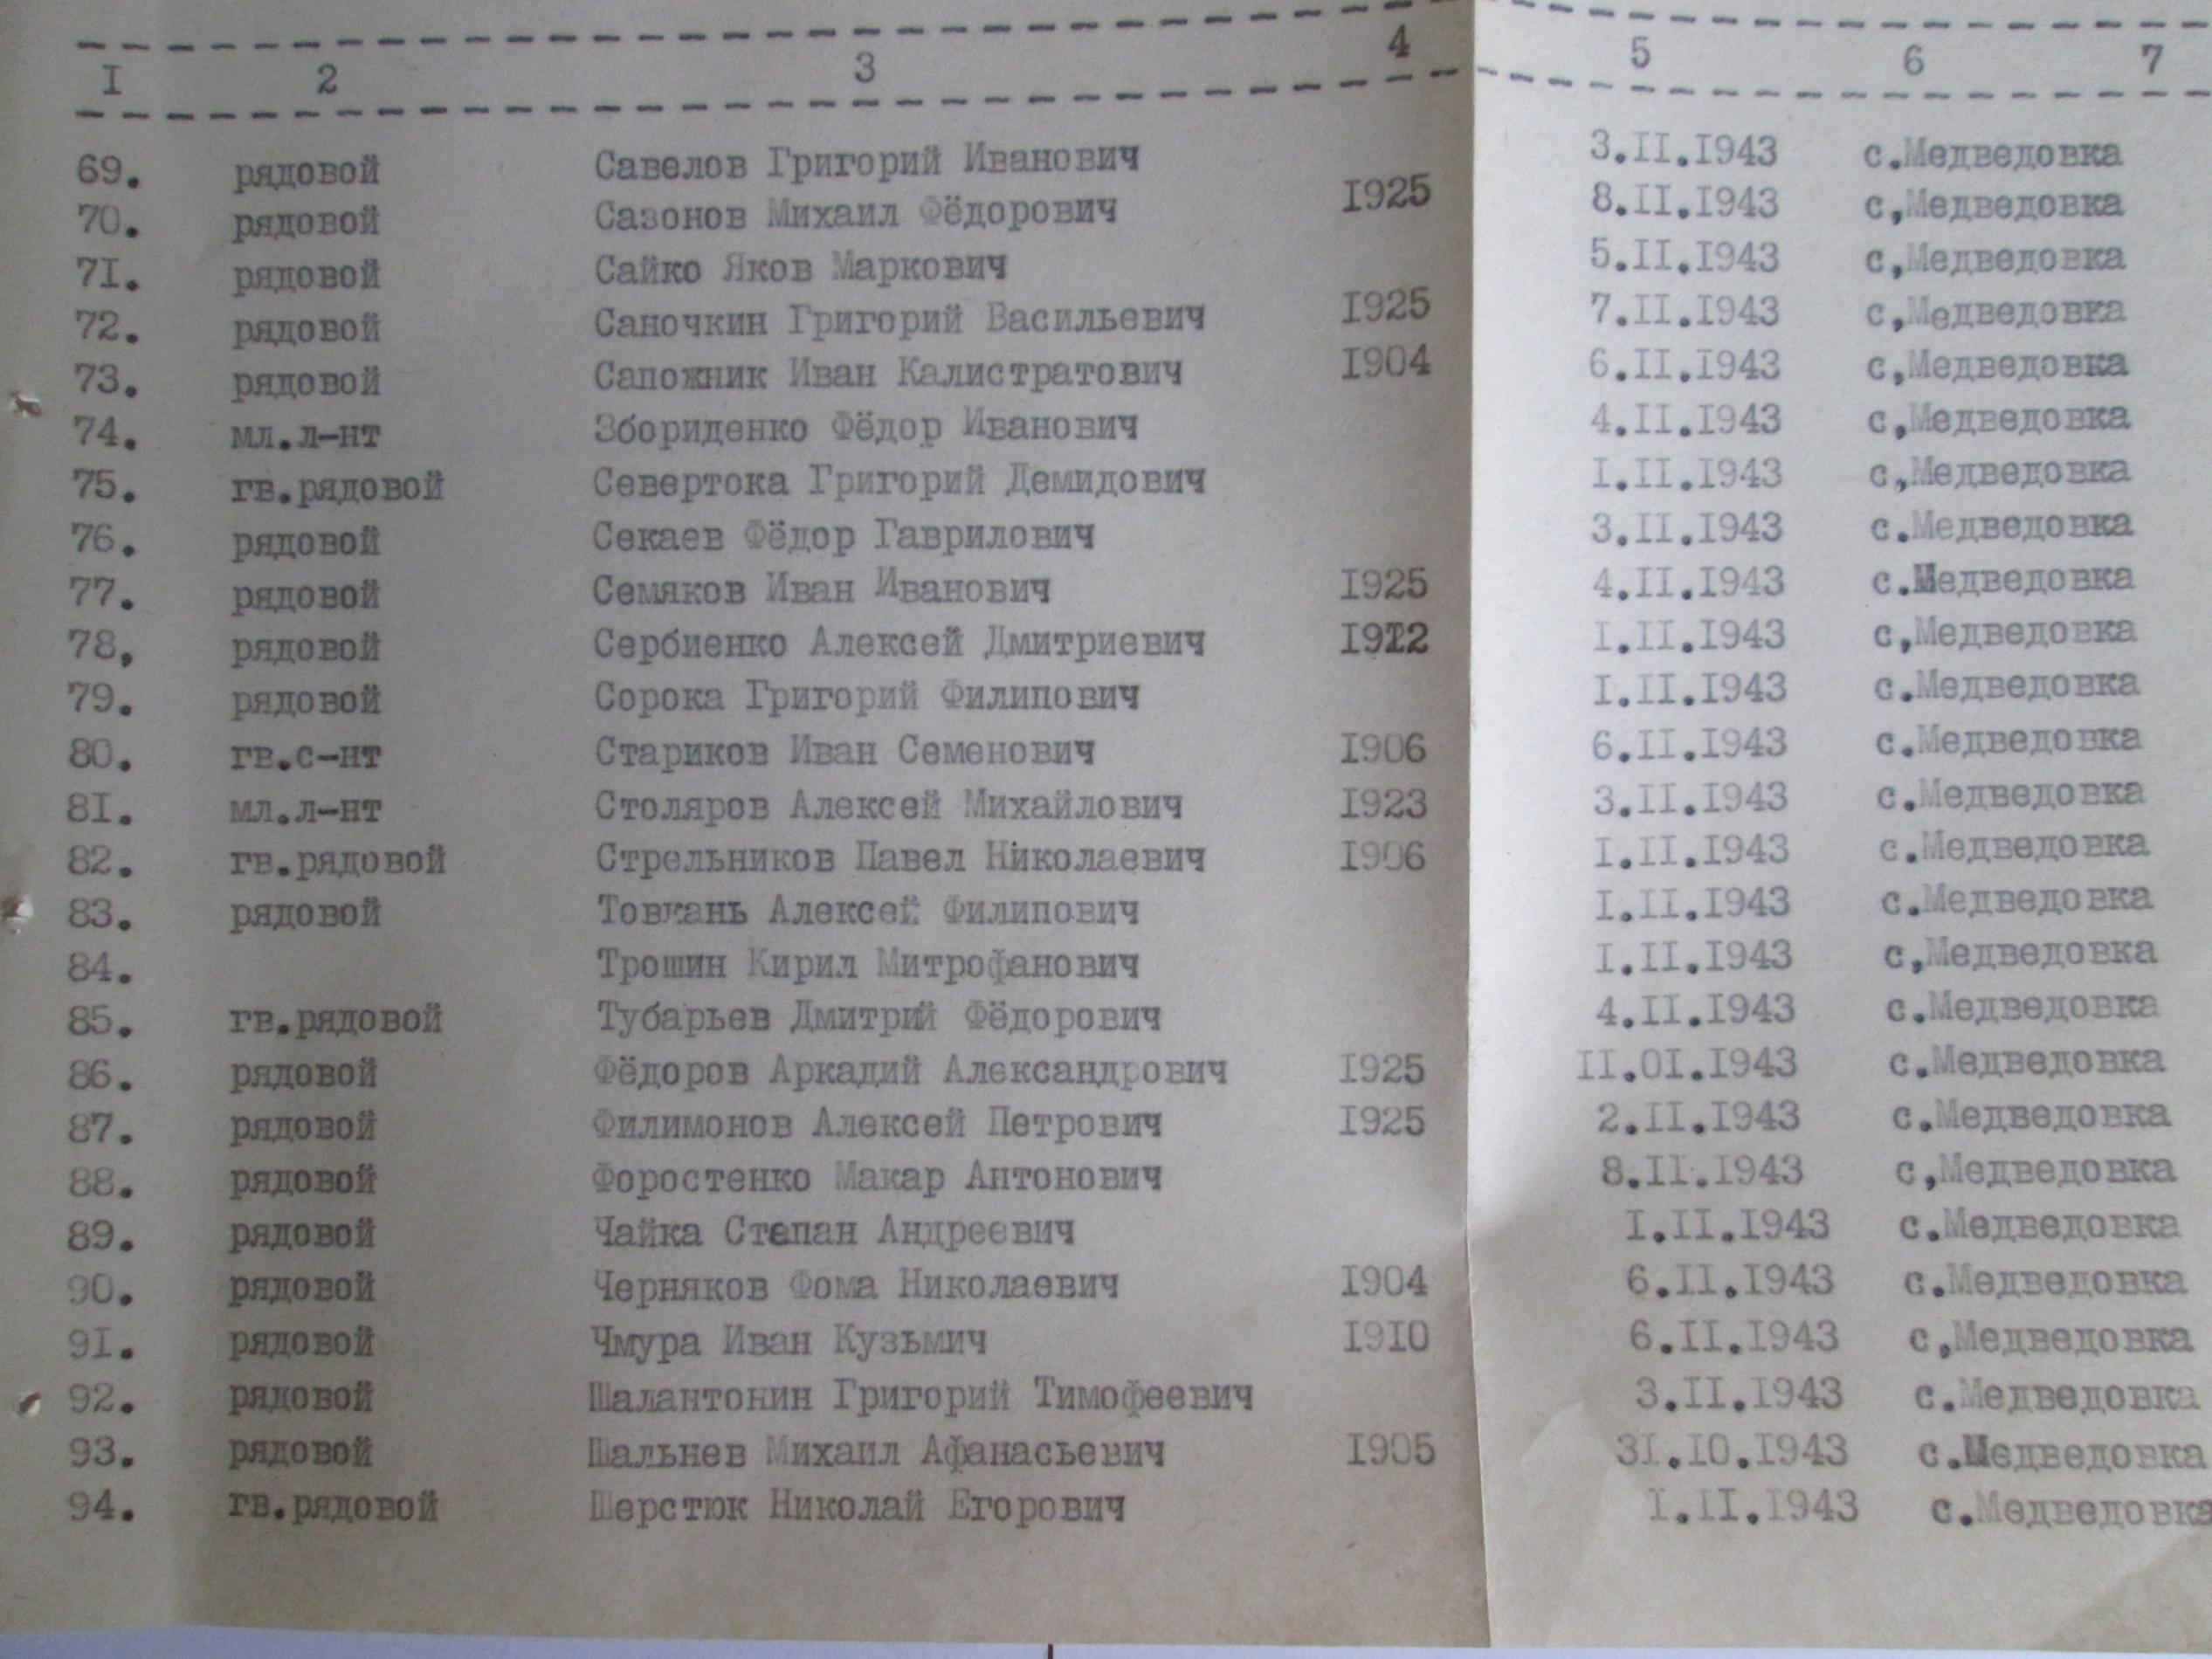 I 2 3 4 5 6 7
69. рядовой Савелов Григорий Иванович 3.II.I943 с.Медведовка
70. рядовой Сазонов Михаил Фёдорович I925 8.II.I943 с,Медведовка
7I. рядовой Сайко Яков Маркович 5.II.I943 с,Медведовка
72. рядовой Саночкин Григорий Васильевич I925 7.II.I943 с,Медведовка
73. рядовой Сапожник Иван Калистратович I904 6.II.I943 с,Медведовка
74. мл.л-нт Збориденко Фёдор Иванович 4.II.I943 с,Медведовка
75. гв.рядовой Севертока Григорий Демидович I.II.I943 с,Медведовка
76. рядовой Секаев Фёдор Гаврилович 3.II.I943 с.Медведовка
77. рядовой Семяков Иван Иванович I925 4.II.I943 с.Медведовка
78, рядовой Сербиенко Алексей Дмитриевич I.II.I943 с,Медведовка
79. рядовой Сорока Григорий Филипович I.II.I943 с.Медведовка
80. гв.с-нт Стариков Иван Семенович I906 6.II.I943 с.Медведовка
8I. мл.л-нт Столяров Алексей Михайлович I923 3.II.I943 с.Медведовка
82. гв.рядовой Стрельников Павел Николаевич I906 I.II.I943 с.Медведовка
83. рядовой Товкань Алексей Филипович I.II.I943 с.Медведовка
84. Трошин Кирил Митрофанович I.II.I943 с,Медведовка
85. гв.рядовой Тубарьев Дмитрий Фёдорович 4.II.I943 с.Медведовка
86. рядовой Фёдоров Аркадий Александрович I925 II.OI.I943 с.Медведовка
87. рядовой Филимонов Алексей Петрович I925 2.II.I943 с.Медведовка
88. рядовой Форостенко Макар Антонович 8.II.I943 с,Медведовка
89. рядовой Чайка Степан Андреевич I.II.I943 с.Медведовка
90. рядовой Черняков Фома Николаевич I904 6.II.I943 с.Медведовка
9I. рядовой Чмура Иван Кузьмич I9I0 6.II.I943 с,Медведовка
92. рядовой Шалантонин Григорий Тимофеевич 3.II.I943 с.Медведовка
93. рядовой Шальнев Михаил Афанасьевич I905 3I.I0.I943 с.Медведовка
94. гв.рядовой Шерстюк Николай Егорович I.II.I943 с.Медведовка